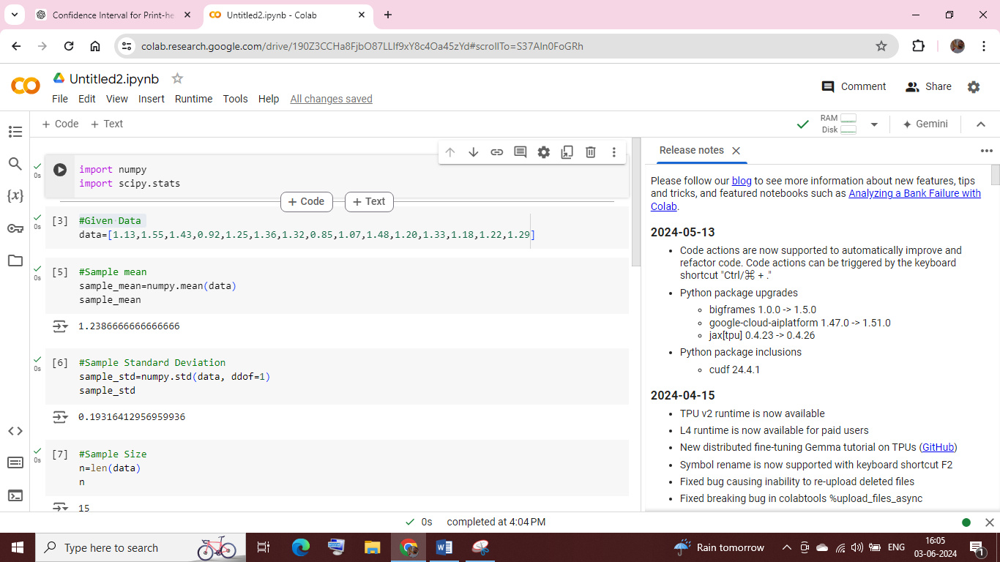 Confidence Interval for Print-he
Untitled2.ipynb - Colab
colab.research.google.com/drive/190Z3CCHa8FjbO87LLlf9xY8c4Oa45zYd#scrollTo=S37AIn0FoGRh
Untitled2.ipynb
File Edit View Insert Runtime Tools Help All changes saved
Comment Share
+ Code + Text
RAM
Disk
Gemini
0s
import numpy
import scipy.stats
+ Code + Text
0s
[3] #Given Data
data=[1.13,1.55,1.43,0.92,1.25,1.36,1.32,0.85,1.07,1.48,1.20,1.33,1.18,1.22,1.29]
0s
[5] #Sample mean
sample_mean=numpy.mean(data)
sample_mean
1.2386666666666666
0s
[6] #Sample Standard Deviation
sample_std=numpy.std(data, ddof=1)
sample_std
0.19316412956959936
0s
[7] #Sample Size
n=len(data)
n
15
Release notes
Please follow our blog to see more information about new features, tips
and tricks, and featured notebooks such as Analyzing a Bank Failure with
Colab.
2024-05-13
• Code actions are now supported to automatically improve and
refactor code. Code actions can be triggered by the keyboard
shortcut "Ctrl/⌘ + ."
• Python package upgrades
◦ bigframes 1.0.0 -> 1.5.0
◦ google-cloud-aiplatform 1.47.0 -> 1.51.0
◦ jax[tpu] 0.4.23 -> 0.4.26
• Python package inclusions
◦ cudf 24.4.1
2024-04-15
• TPU v2 runtime is now available
• L4 runtime is now available for paid users
• New distributed fine-tuning Gemma tutorial on TPUs (GitHub)
• Symbol rename is now supported with keyboard shortcut F2
• Fixed bug causing inability to re-upload deleted files
• Fixed breaking bug in colabtools %upload_files_async
0s completed at 4:04 PM
Type here to search
Rain tomorrow
ENG
16:05
03-06-2024
1